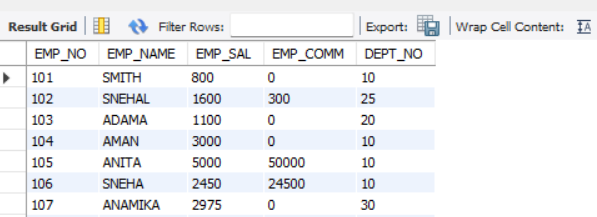 Result Grid Filter Rows: Export: Wrap Cell Content: IA
EMP_NO EMP_NAME EMP_SAL EMP_COMM DEPT_NO
101 SMITH 800 0 10
102 SNEHAL 1600 300 25
103 ADAMA 1100 0 20
104 AMAN 3000 0 10
105 ANITA 5000 50000 10
106 SNEHA 2450 24500 10
107 ANAMIKA 2975 0 30